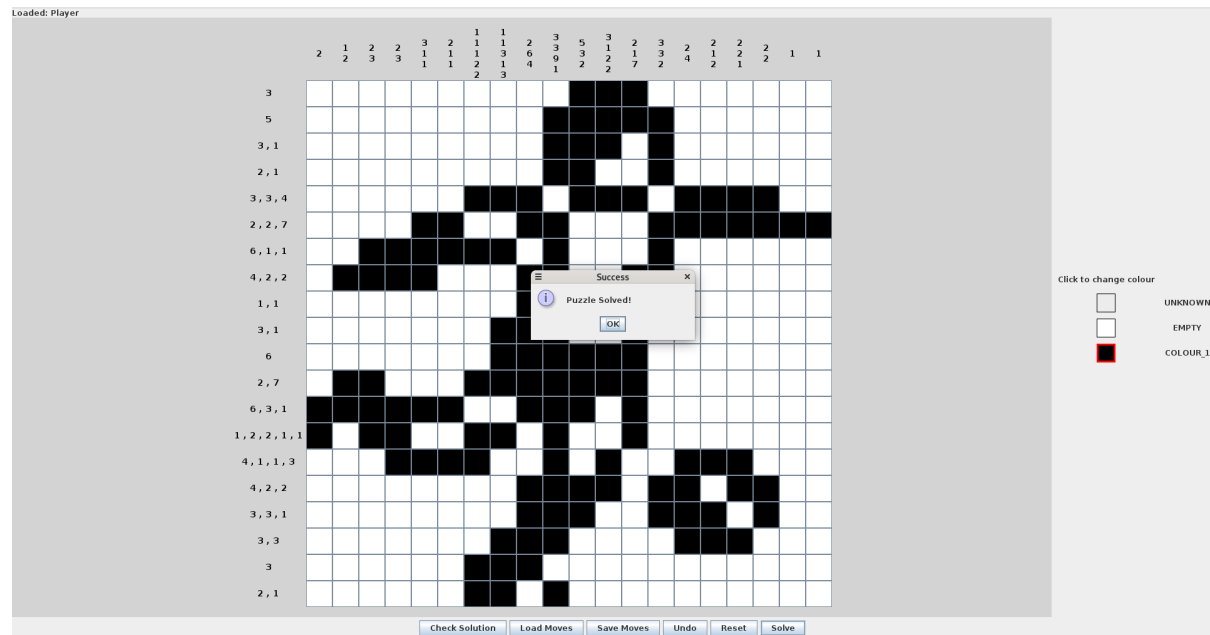 Loaded: Player
2
1 2
2 3
2 3
3 1 1
2 1 1
1 1 1 2 2
1 1 3 1 3
2 6 4
3 3 9 1
5 3 2
3 1 2 2
2 1 7
3 3 2
2 4
2 1 2
2 2 1
2 2
1
1
3
5
3 , 1
2 , 1
3 , 3 , 4
2 , 2 , 7
6 , 1 , 1
4 , 2 , 2
1 , 1
3 , 1
6
2 , 7
6 , 3 , 1
1 , 2 , 2 , 1 , 1
4 , 1 , 1 , 3
4 , 2 , 2
3 , 3 , 1
3 , 3
3
2 , 1
Success
Puzzle Solved!
OK
Click to change colour
UNKNOWN
EMPTY
COLOUR_1
Check Solution
Load Moves
Save Moves
Undo
Reset
Solve